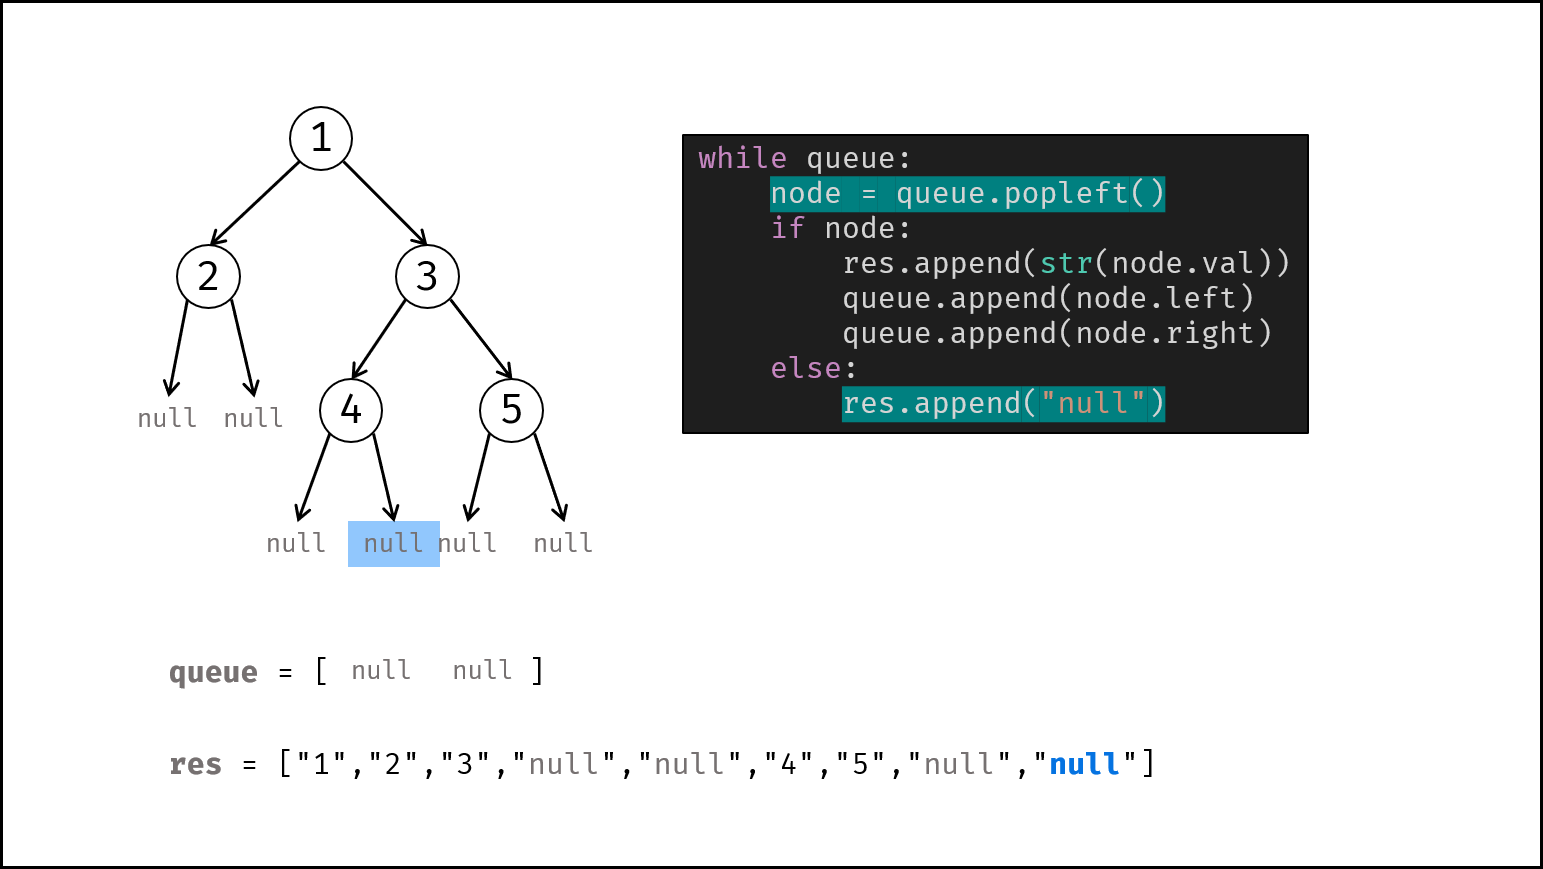 1
2 3
null null 4 5
null null null null
while queue:
    node = queue.popleft()
    if node:
        res.append(str(node.val))
        queue.append(node.left)
        queue.append(node.right)
    else:
        res.append("null")
queue = [ null null ]
res = ["1","2","3","null","null","4","5","null","null"]